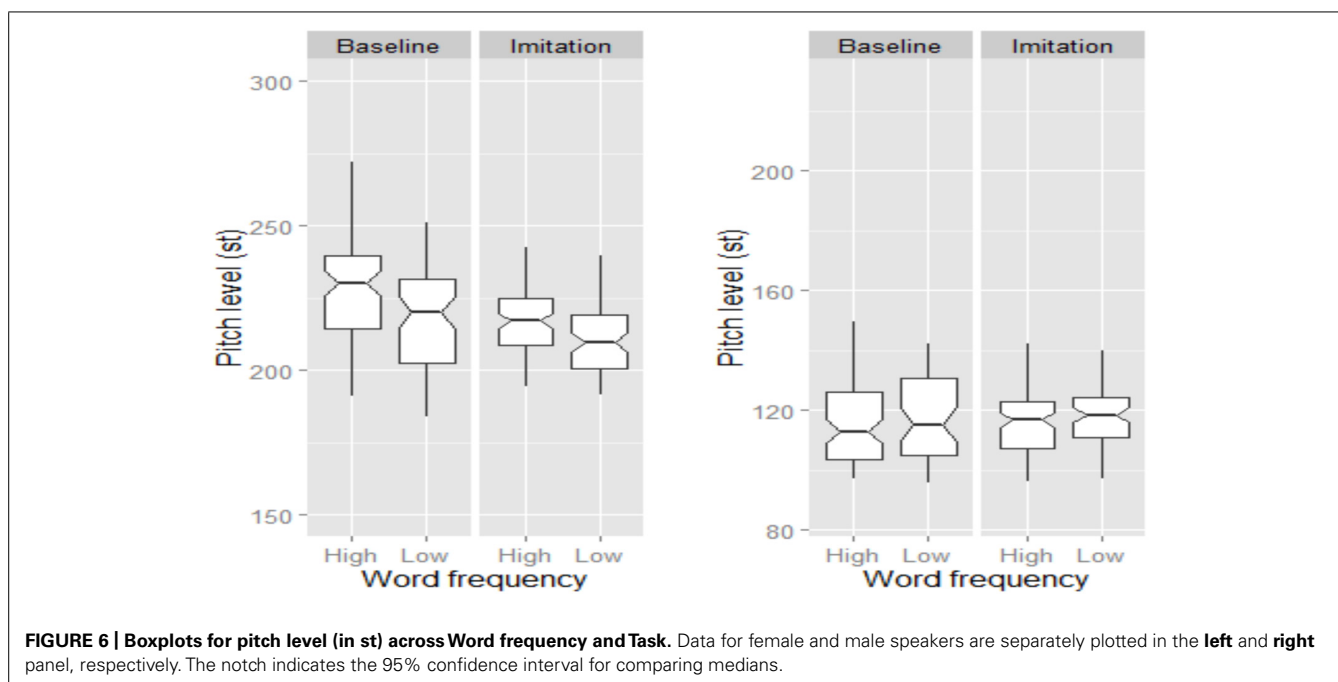 Baseline Imitation
300
250
200
150
Pitch level (st)
High Low High Low
Word frequency
Baseline Imitation
200
160
120
80
Pitch level (st)
High Low High Low
Word frequency
FIGURE 6 | Boxplots for pitch level (in st) across Word frequency and Task. Data for female and male speakers are separately plotted in the left and right
panel, respectively. The notch indicates the 95% confidence interval for comparing medians.